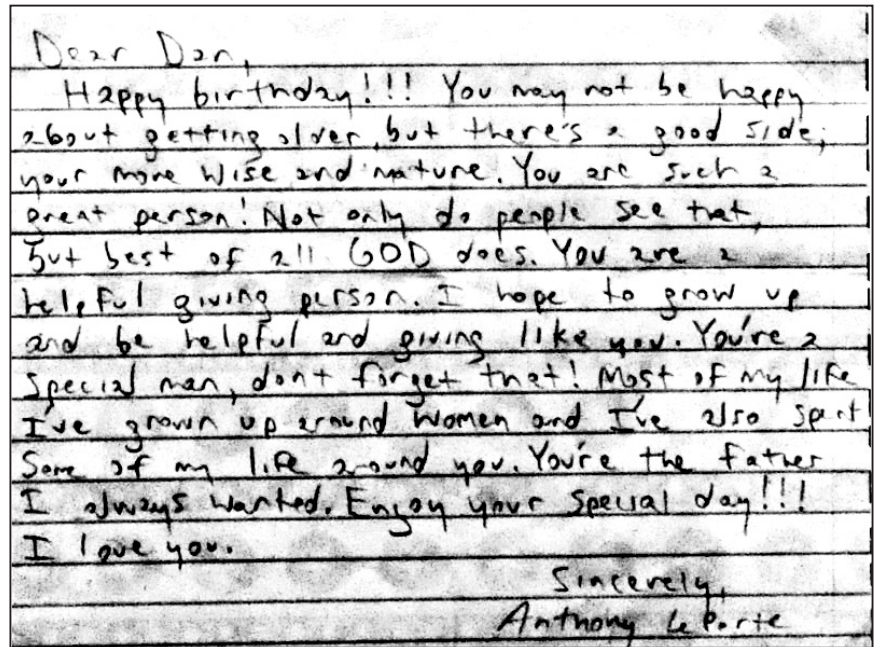 Dear Dan,
Happy birthday!!! You may not be happy
about getting older, but there's a good side,
your more wise and mature. You are such a
great person! Not only do people see that,
but best of all GOD does. You are a
helpful giving person. I hope to grow up
and be helpful and giving like you. You're a
special man, don't forget that! Most of my life
I've grown up around women and I've also spent
some of my life around you. You're the father
I always wanted. Enjoy your special day!!!
I love you.
Sincerely,
Anthony LePorte